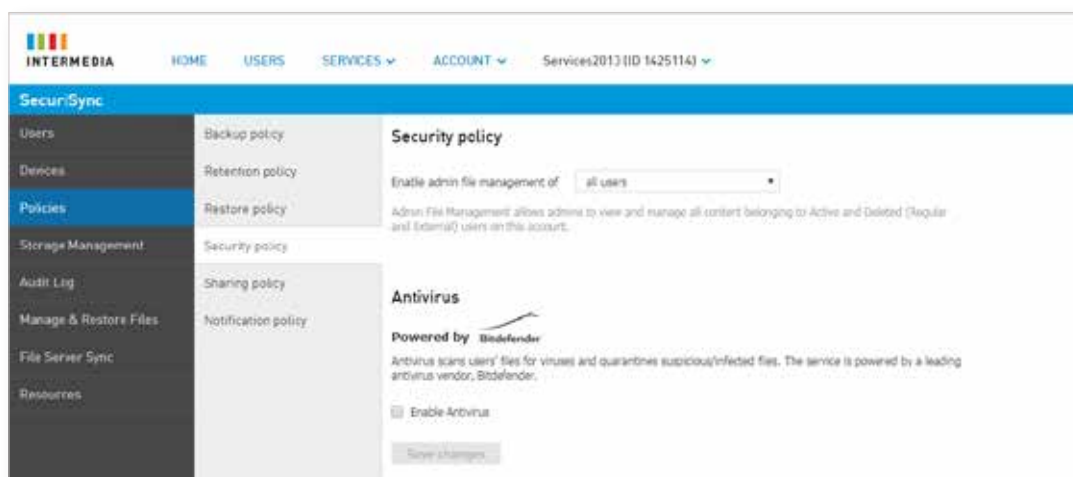 INTERMEDIA
HOME USERS SERVICES ACCOUNT Services2013 (ID 1425114)
SecuriSync
Users
Devices
Policies
Storage Management
Audit Log
Manage & Restore Files
File Server Sync
Resources
Backup policy
Retention policy
Restore policy
Security policy
Sharing policy
Notification policy
Security policy
Enable admin file management of all users
Admin File Management allows admins to view and manage all content belonging to Active and Deleted (Regular
and External) users on this account.
Antivirus
Powered by Bitdefender
Antivirus scans users' files for viruses and quarantines suspicious/infected files. The service is powered by a leading
antivirus vendor, Bitdefender.
Enable Antivirus
Save changes